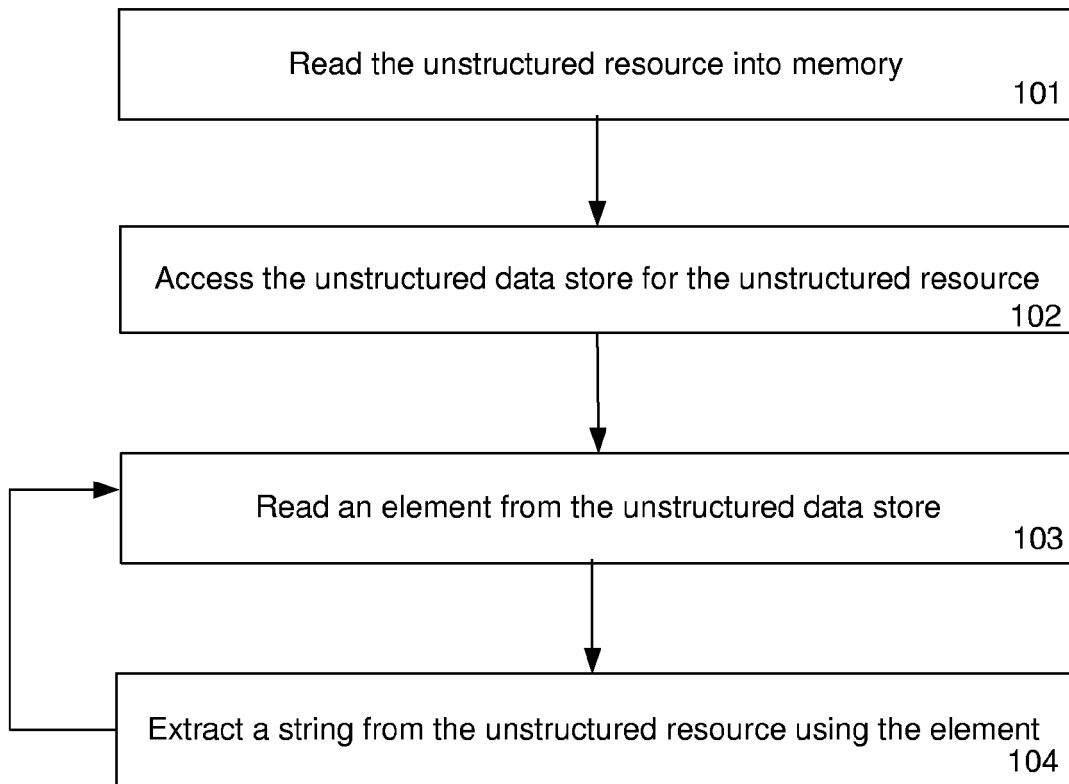 Read the unstructured resource into memory
101
Access the unstructured data store for the unstructured resource
102
Read an element from the unstructured data store
103
Extract a string from the unstructured resource using the element
104